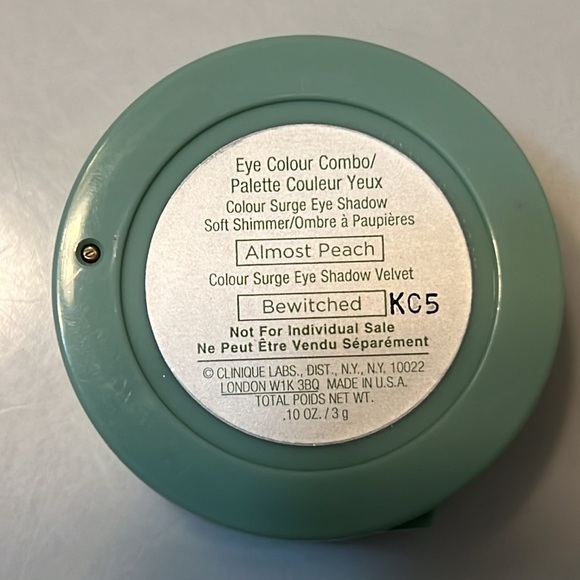 Eye Colour Combo/
Palette Couleur Yeux
Colour Surge Eye Shadow
Soft Shimmer/Ombre à Paupières
Almost Peach
Colour Surge Eye Shadow Velvet
Bewitched KC5
Not For Individual Sale
Ne Peut Être Vendu Séparément
© CLINIQUE LABS., DIST., N.Y., N.Y. 10022
LONDON W1K 3BQ MADE IN U.S.A.
TOTAL POIDS NET WT.
.10 OZ. / 3 g